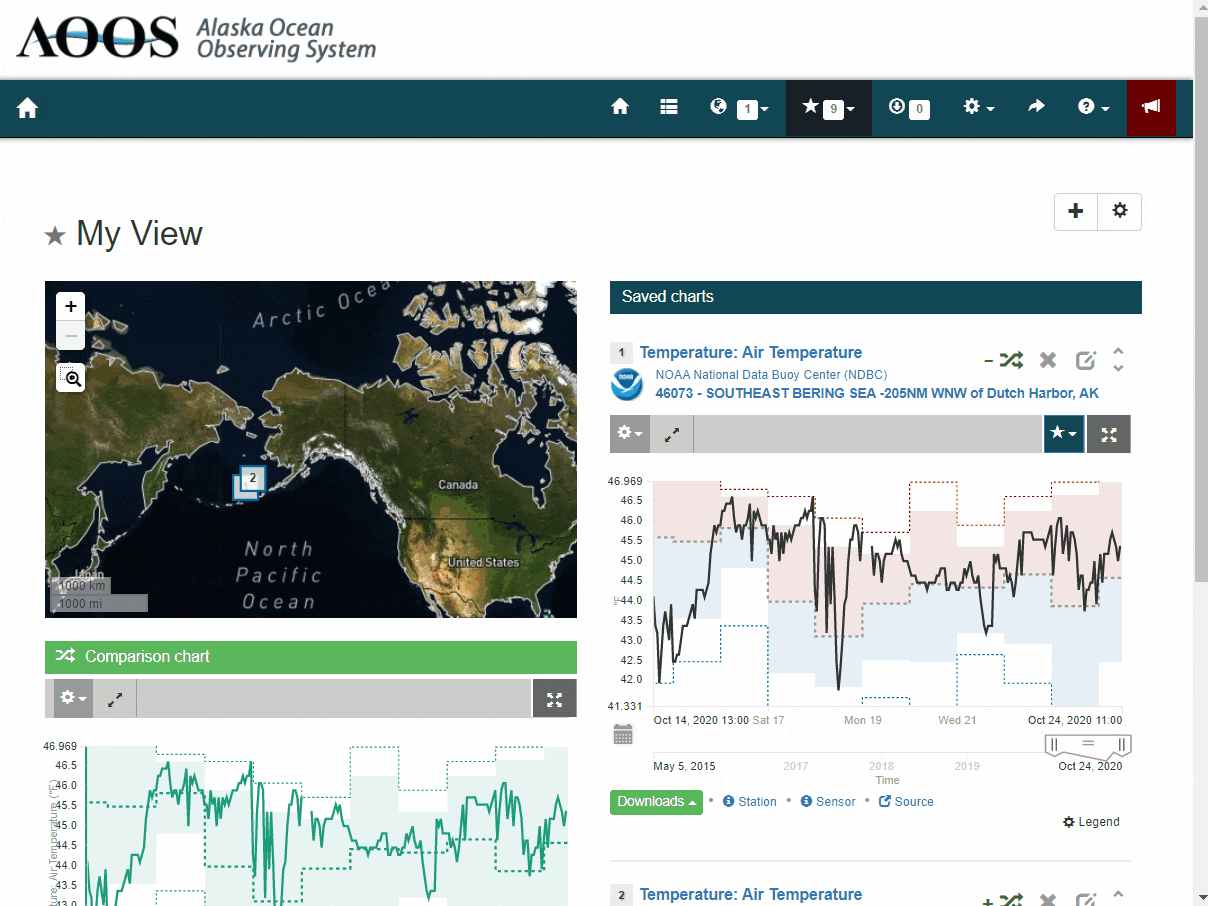 AOOS Alaska Ocean
Observing System
1
9
0
My View
+
Arctic Ocea
2
Canada
North
Pacific
Ocean
United States
Japan
1000 km
1000 mi
Comparison chart
46.969
46.5
46.0
45.5
45.0
44.5
44.0
43.5
43.0
ture: Air Temperature (°F)
Saved charts
1 Temperature: Air Temperature
NOAA National Data Buoy Center (NDBC)
46073 - SOUTHEAST BERING SEA -205NM WNW of Dutch Harbor, AK
46.969
46.5
46.0
45.5
45.0
44.5
44.0
43.5
43.0
42.5
42.0
41.331
°F
Oct 14, 2020 13:00 Sat 17 Mon 19 Wed 21 Oct 24, 2020 11:00
May 5, 2015 2017 2018 2019 Oct 24, 2020
Time
Downloads • Station • Sensor • Source
Legend
2 Temperature: Air Temperature